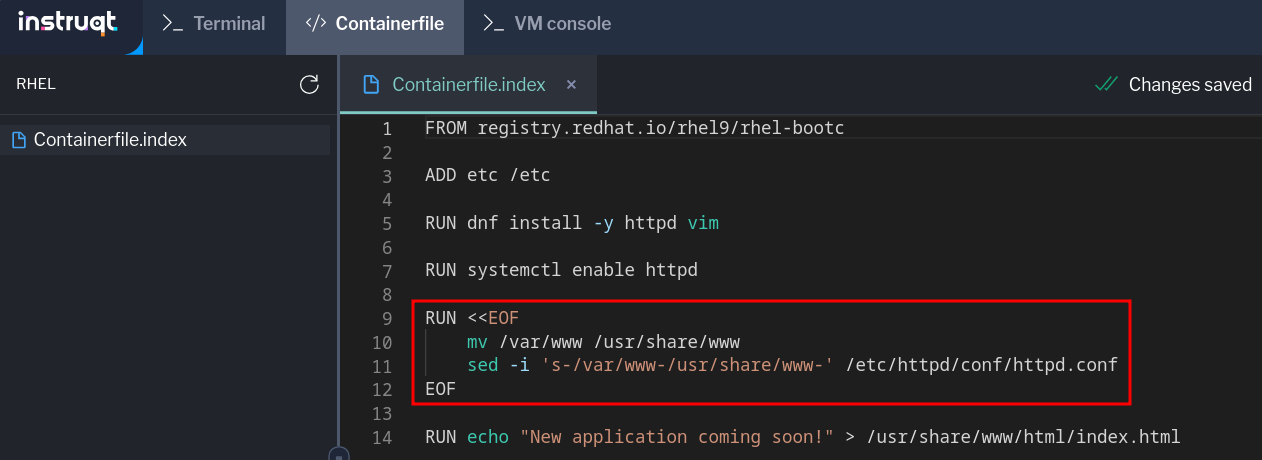 instruqt
>_ Terminal
</> Containerfile
>_ VM console
RHEL
Containerfile.index ×
Changes saved
Containerfile.index
1 FROM registry.redhat.io/rhel9/rhel-bootc
2
3 ADD etc /etc
4
5 RUN dnf install -y httpd vim
6
7 RUN systemctl enable httpd
8
9 RUN <<EOF
10 mv /var/www /usr/share/www
11 sed -i 's-/var/www-/usr/share/www-' /etc/httpd/conf/httpd.conf
12 EOF
13
14 RUN echo "New application coming soon!" > /usr/share/www/html/index.html